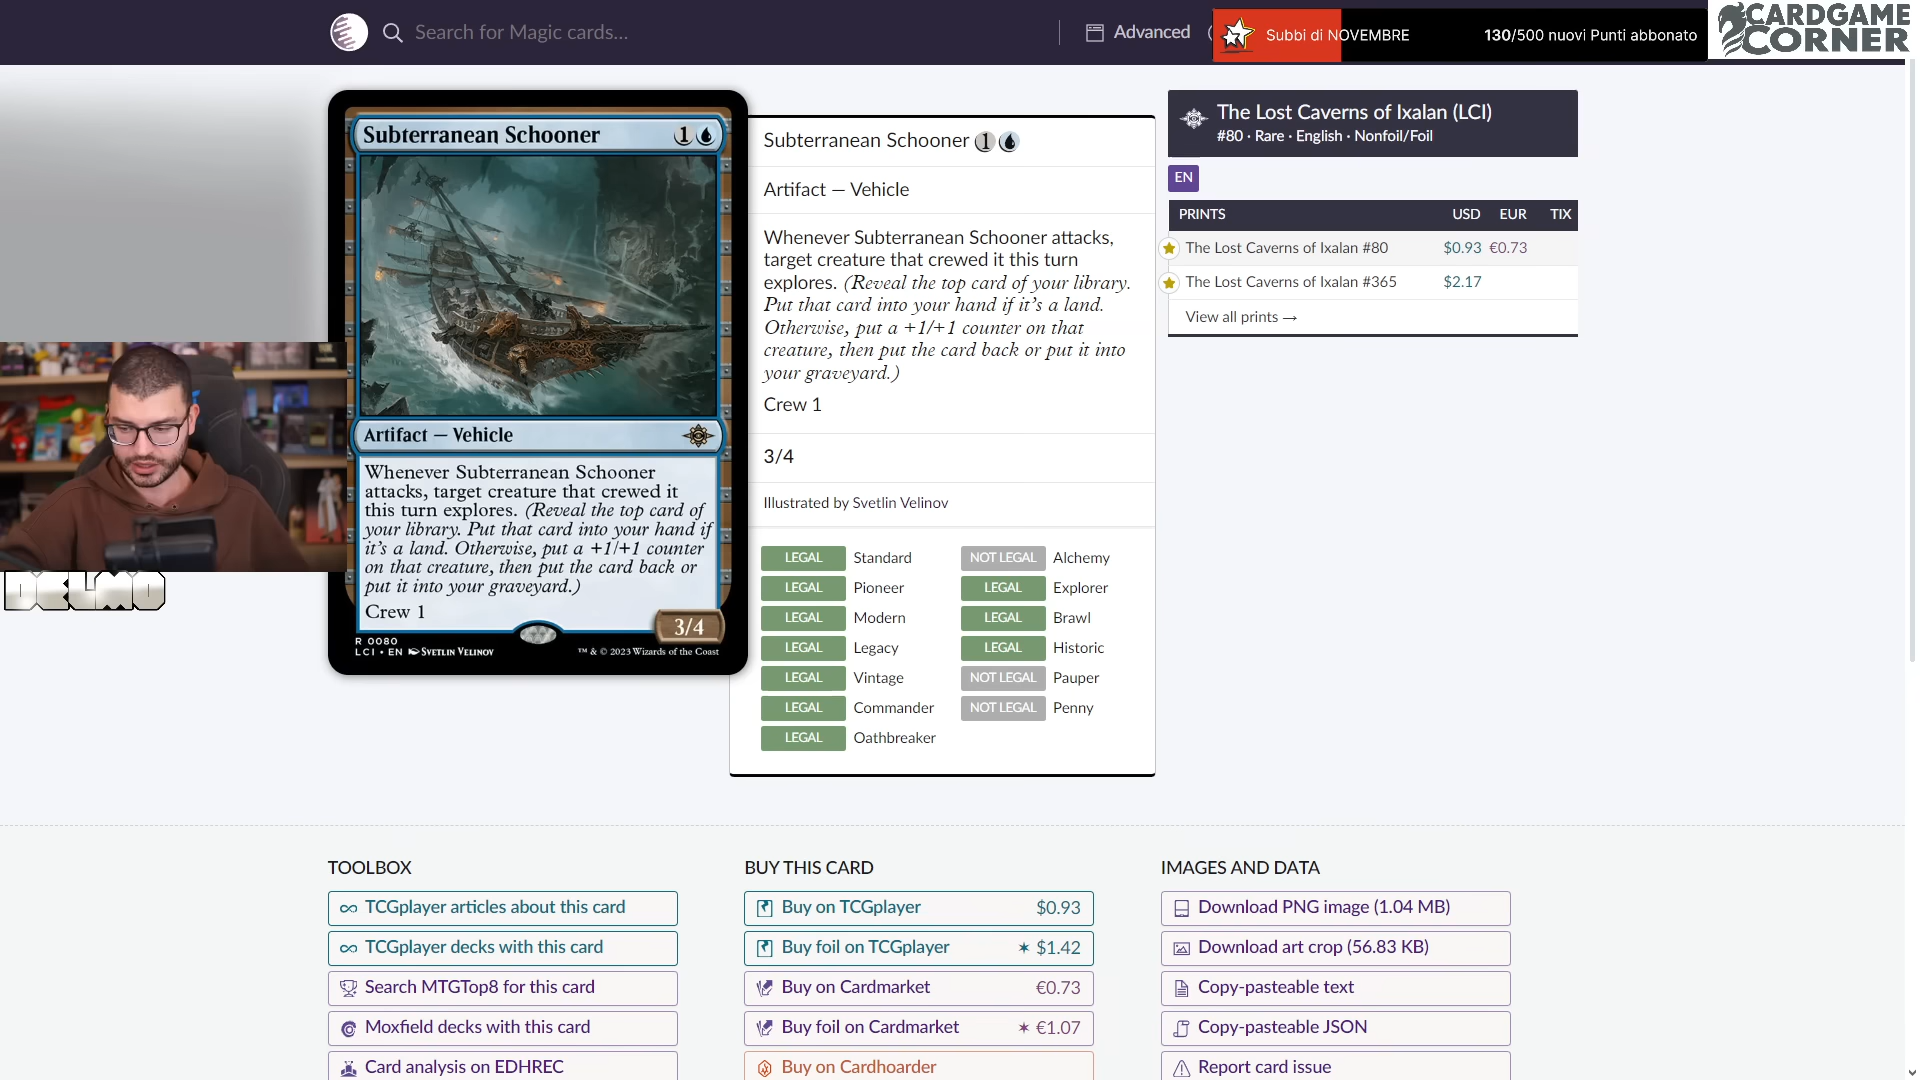 Search for Magic cards...
Advanced
Subbi di NOVEMBRE
130/500 nuovi Punti abbonato
CARDGAME
CORNER
Subterranean Schooner 1
Artifact — Vehicle
Whenever Subterranean Schooner
attacks, target creature that crewed it
this turn explores. (Reveal the top card of
your library. Put that card into your hand if
it's a land. Otherwise, put a +1/+1 counter
on that creature, then put the card back or
put it into your graveyard.)
Crew 1
3/4
R 0080
LCI • EN SVETLIN VELINOV
™ & © 2023 Wizards of the Coast
DELMO
Subterranean Schooner 1
Artifact — Vehicle
Whenever Subterranean Schooner attacks,
target creature that crewed it this turn
explores. (Reveal the top card of your library.
Put that card into your hand if it's a land.
Otherwise, put a +1/+1 counter on that
creature, then put the card back or put it into
your graveyard.)
Crew 1
3/4
Illustrated by Svetlin Velinov
LEGAL Standard NOT LEGAL Alchemy
LEGAL Pioneer LEGAL Explorer
LEGAL Modern LEGAL Brawl
LEGAL Legacy LEGAL Historic
LEGAL Vintage NOT LEGAL Pauper
LEGAL Commander NOT LEGAL Penny
LEGAL Oathbreaker
The Lost Caverns of Ixalan (LCI)
#80 · Rare · English · Nonfoil/Foil
EN
PRINTS USD EUR TIX
The Lost Caverns of Ixalan #80 $0.93 €0.73
The Lost Caverns of Ixalan #365 $2.17
View all prints →
TOOLBOX
TCGplayer articles about this card
TCGplayer decks with this card
Search MTGTop8 for this card
Moxfield decks with this card
Card analysis on EDHREC
BUY THIS CARD
Buy on TCGplayer $0.93
Buy foil on TCGplayer ✶ $1.42
Buy on Cardmarket €0.73
Buy foil on Cardmarket ✶ €1.07
Buy on Cardhoarder
IMAGES AND DATA
Download PNG image (1.04 MB)
Download art crop (56.83 KB)
Copy-pasteable text
Copy-pasteable JSON
Report card issue